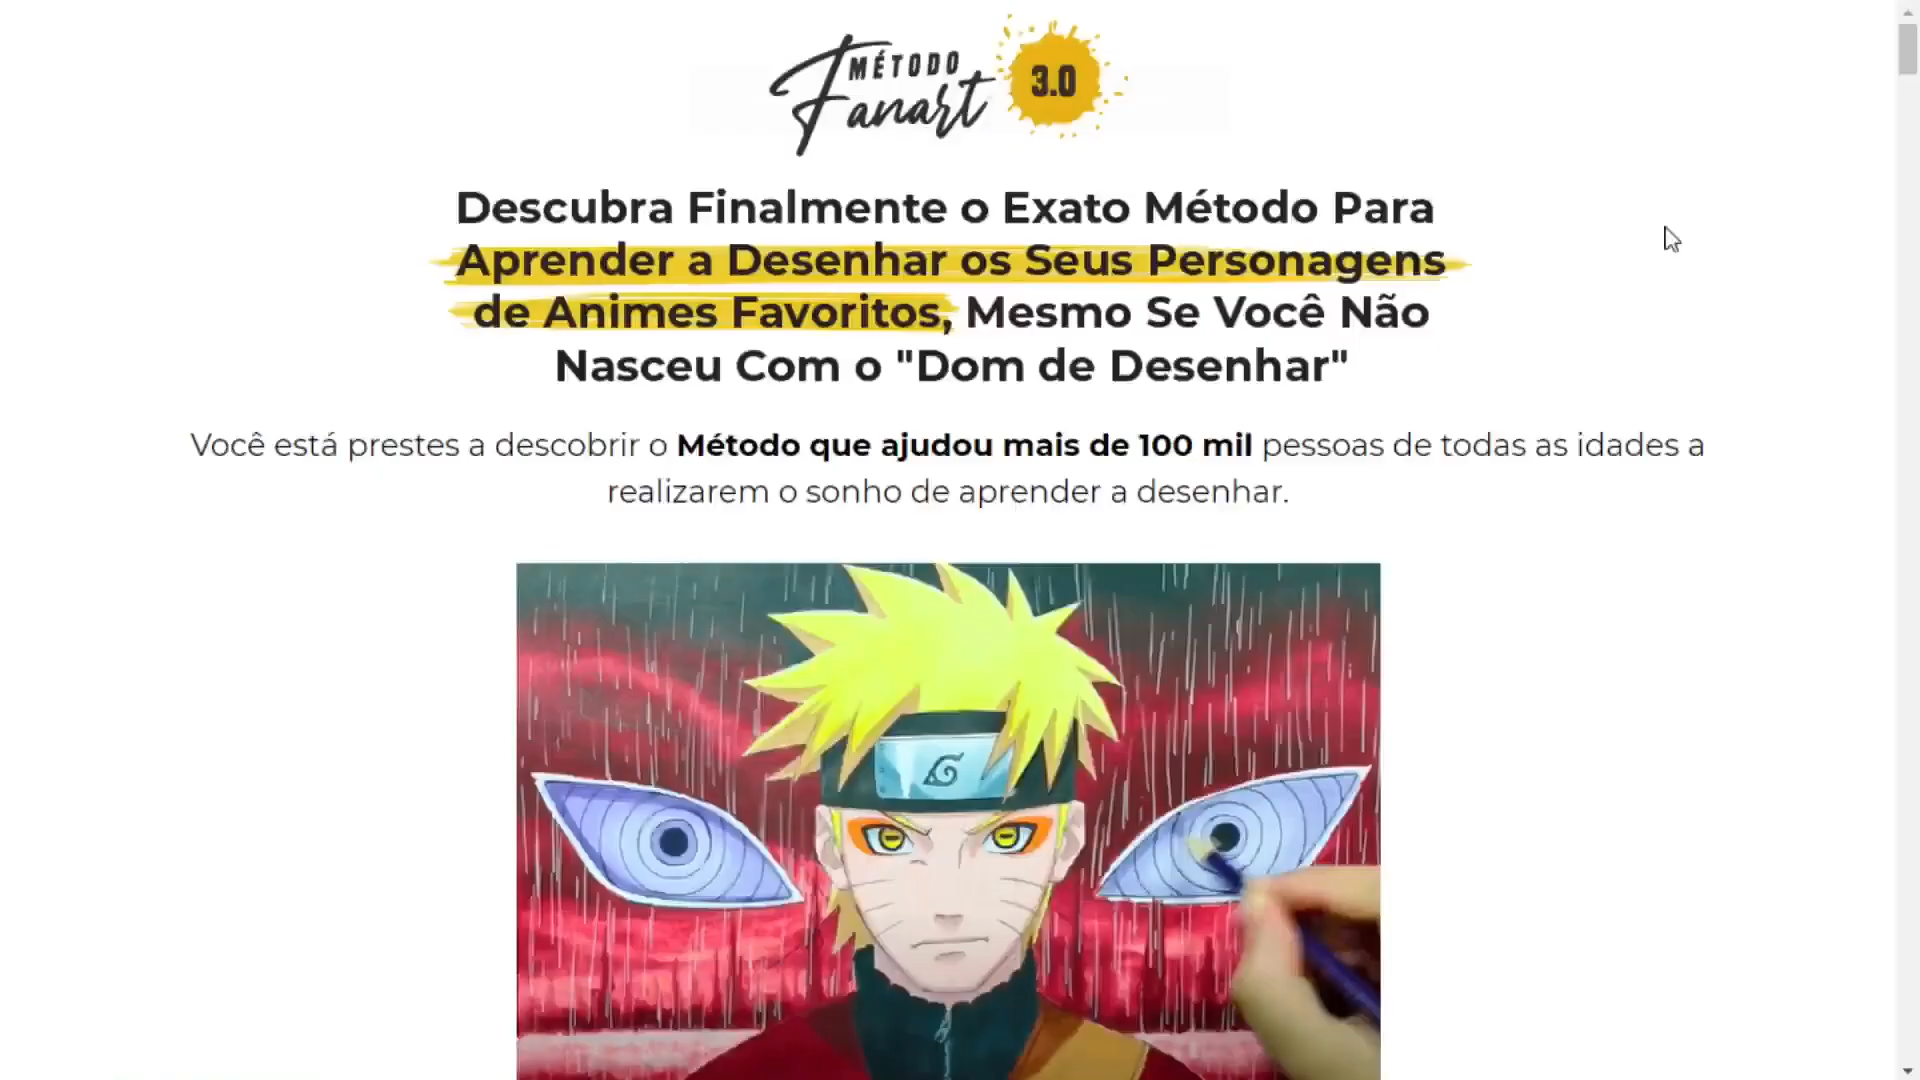 MÉTODO
Fanart
3.0
Descubra Finalmente o Exato Método Para
Aprender a Desenhar os Seus Personagens
de Animes Favoritos, Mesmo Se Você Não
Nasceu Com o "Dom de Desenhar"
Você está prestes a descobrir o Método que ajudou mais de 100 mil pessoas de todas as idades a
realizarem o sonho de aprender a desenhar.